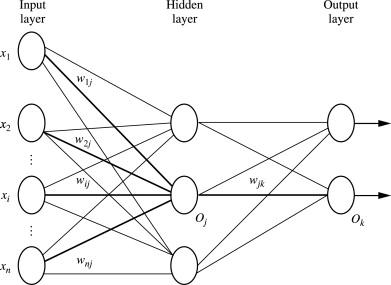 Input
layer
Hidden
layer
Output
layer
x1
w1j
x2
w2j
⋮
wij
xi
wjk
Oj
Ok
⋮
wnj
xn